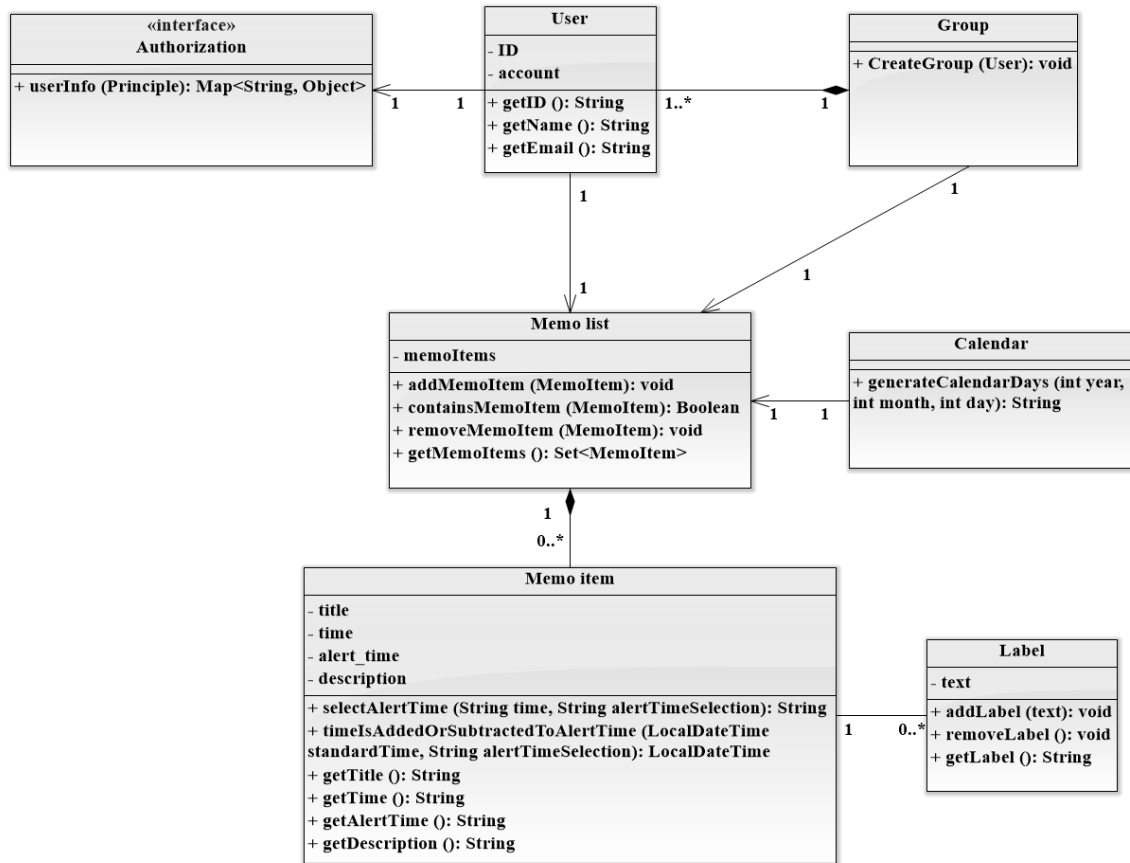 «interface»
Authorization
+ userInfo (Principle): Map<String, Object>
1
1
User
- ID
- account
+ getID (): String
+ getName (): String
+ getEmail (): String
1..*
1
Group
+ CreateGroup (User): void
1
1
1
1
Memo list
- memoItems
+ addMemoItem (MemoItem): void
+ containsMemoItem (MemoItem): Boolean
+ removeMemoItem (MemoItem): void
+ getMemoItems (): Set<MemoItem>
1
1
Calendar
+ generateCalendarDays (int year,
int month, int day): String
1
0..*
Memo item
- title
- time
- alert_time
- description
+ selectAlertTime (String time, String alertTimeSelection): String
+ timeIsAddedOrSubtractedToAlertTime (LocalDateTime
standardTime, String alertTimeSelection): LocalDateTime
+ getTitle (): String
+ getTime (): String
+ getAlertTime (): String
+ getDescription (): String
1
0..*
Label
- text
+ addLabel (text): void
+ removeLabel (): void
+ getLabel (): String